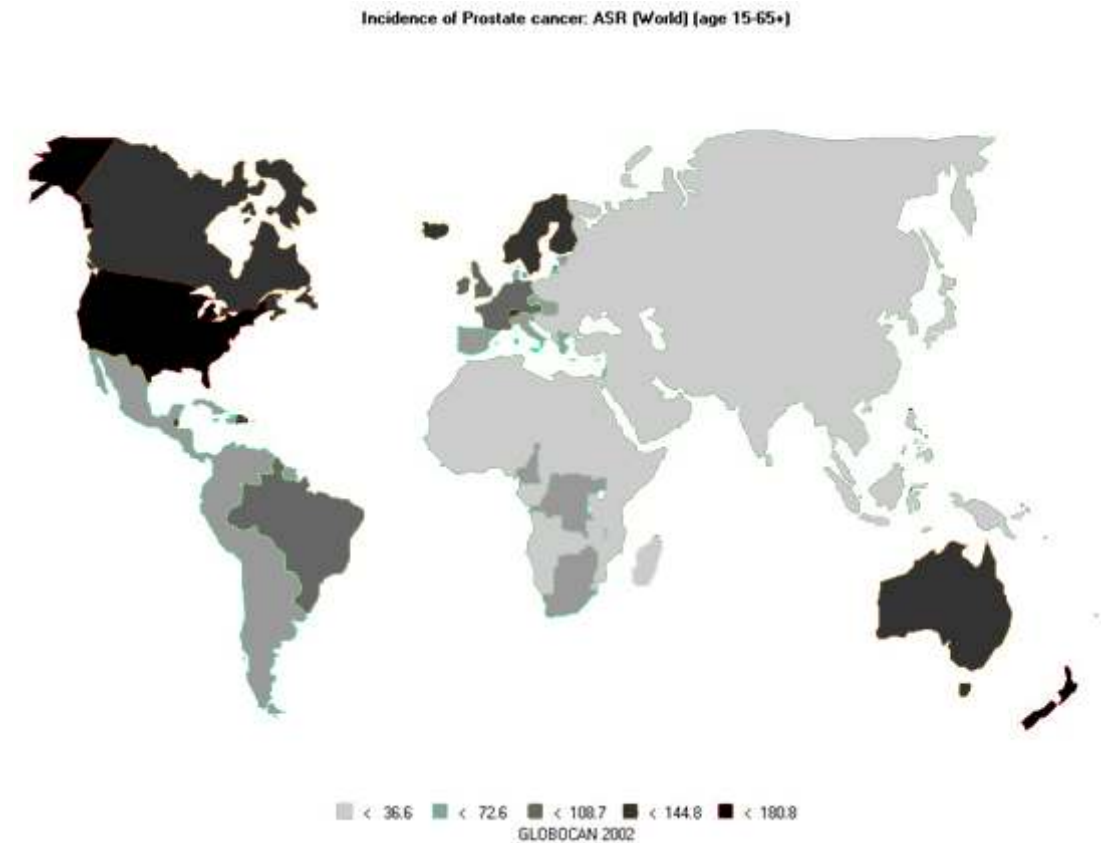 Incidence of Prostate cancer: ASR (World) (age 15-65+)
< 36.6 < 72.6 < 108.7 < 144.8 < 180.8
GLOBOCAN 2002